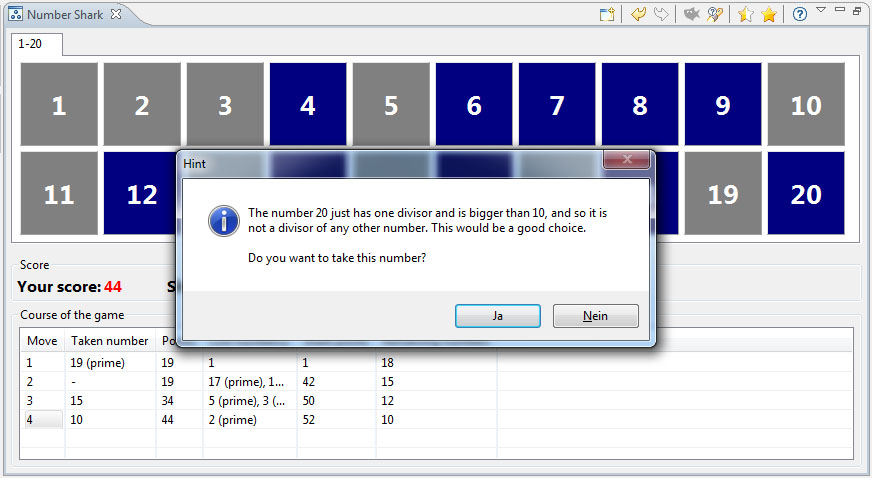 Number Shark
1-20
1 2 3 4 5 6 7 8 9 10
11 12 19 20
Hint
The number 20 just has one divisor and is bigger than 10, and so it is
not a divisor of any other number. This would be a good choice.
Do you want to take this number?
Ja Nein
Score
Your score: 44 S
Course of the game
Move Taken number Po
1 19 (prime) 19 1 1 18
2 - 19 17 (prime), 1... 42 15
3 15 34 5 (prime), 3 (... 50 12
4 10 44 2 (prime) 52 10